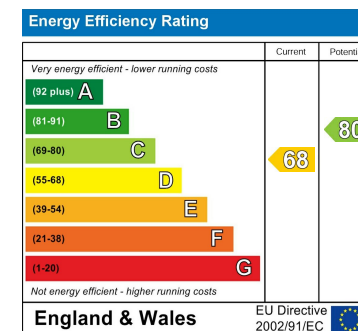 Energy Efficiency Rating
Current Potenti
Very energy efficient - lower running costs
(92 plus) A
(81-91) B
80
(69-80) C
68
(55-68) D
(39-54) E
(21-38) F
(1-20) G
Not energy efficient - higher running costs
England & Wales
EU Directive
2002/91/EC